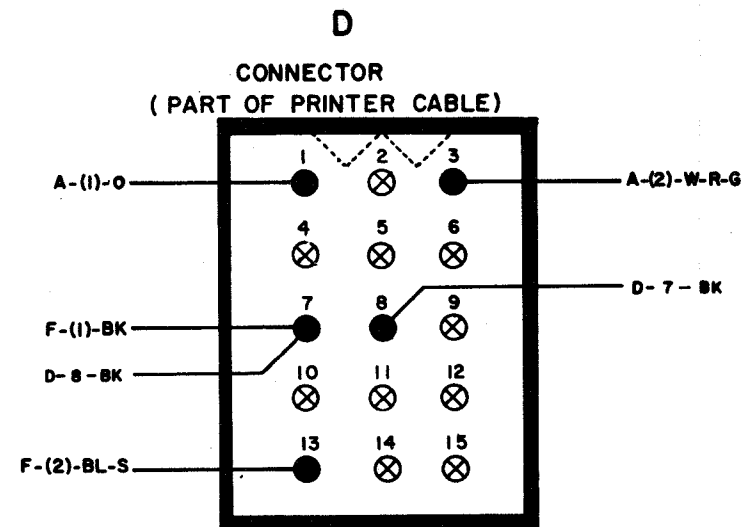 D
CONNECTOR
( PART OF PRINTER CABLE)
1 2 3
A-(1)-O
A-(2)-W-R-G
4 5 6
D-7-BK
7 8 9
F-(1)-BK
D-8-BK
10 11 12
13 14 15
F-(2)-BL-S